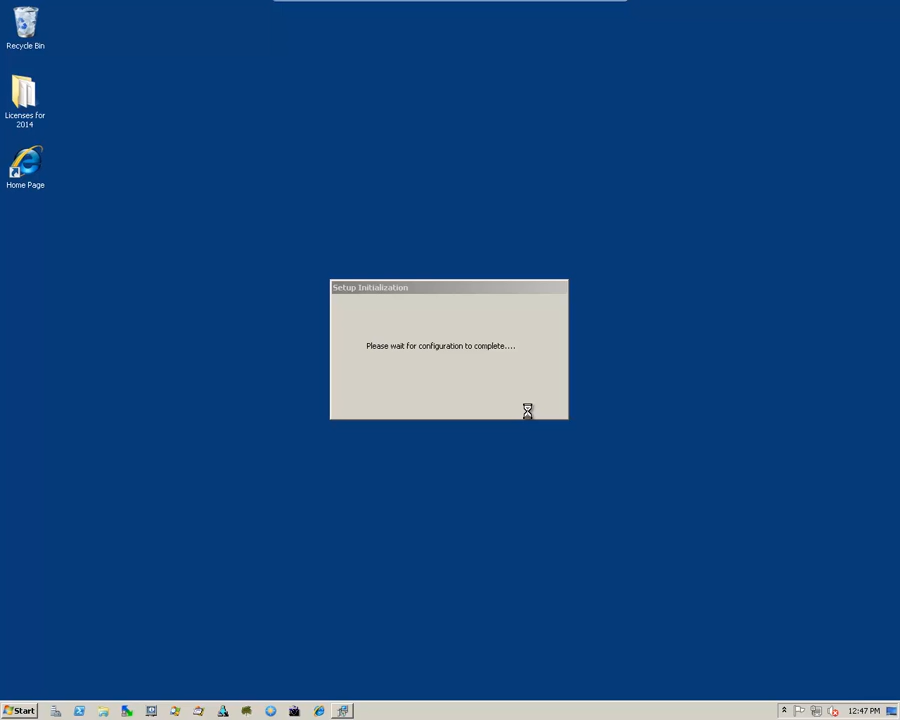 Recycle Bin
Licenses for
2014
Home Page
Setup Initialization
Please wait for configuration to complete....
Start
12:47 PM